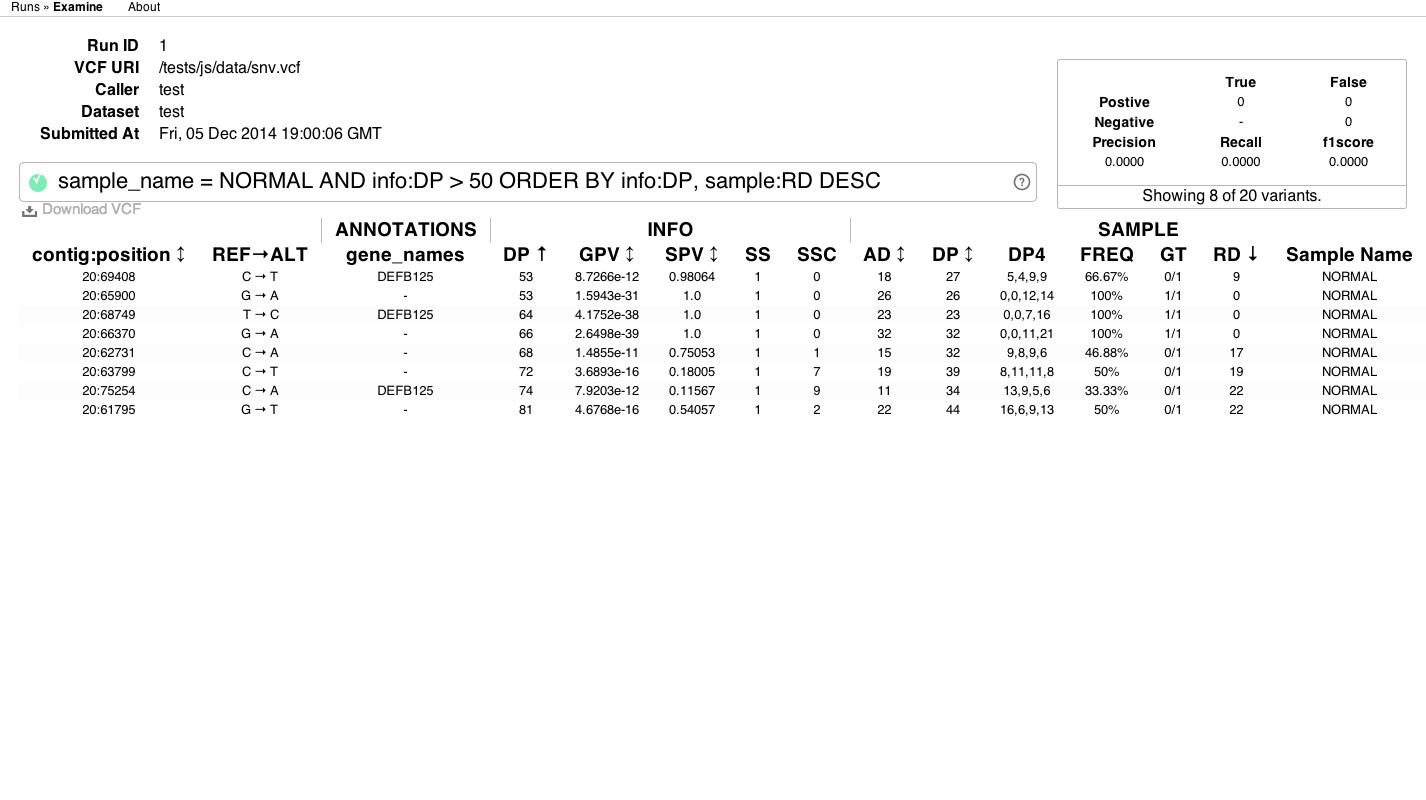 Runs » Examine About
Run ID 1
VCF URI /tests/js/data/snv.vcf
Caller test
Dataset test
Submitted At Fri, 05 Dec 2014 19:00:06 GMT
True False
Postive 0 0
Negative - 0
Precision Recall f1score
0.0000 0.0000 0.0000
Showing 8 of 20 variants.
sample_name = NORMAL AND info:DP > 50 ORDER BY info:DP, sample:RD DESC ?
Download VCF
ANNOTATIONS INFO SAMPLE
contig:position ↕ REF→ALT gene_names DP ↑ GPV ↕ SPV ↕ SS SSC AD ↕ DP ↕ DP4 FREQ GT RD ↓ Sample Name
20:69408 C → T DEFB125 53 8.7266e-12 0.98064 1 0 18 27 5,4,9,9 66.67% 0/1 9 NORMAL
20:65900 G → A - 53 1.5943e-31 1.0 1 0 26 26 0,0,12,14 100% 1/1 0 NORMAL
20:68749 T → C DEFB125 64 4.1752e-38 1.0 1 0 23 23 0,0,7,16 100% 1/1 0 NORMAL
20:66370 G → A - 66 2.6498e-39 1.0 1 0 32 32 0,0,11,21 100% 1/1 0 NORMAL
20:62731 C → A - 68 1.4855e-11 0.75053 1 1 15 32 9,8,9,6 46.88% 0/1 17 NORMAL
20:63799 C → T - 72 3.6893e-16 0.18005 1 7 19 39 8,11,11,8 50% 0/1 19 NORMAL
20:75254 C → A DEFB125 74 7.9203e-12 0.11567 1 9 11 34 13,9,5,6 33.33% 0/1 22 NORMAL
20:61795 G → T - 81 4.6768e-16 0.54057 1 2 22 44 16,6,9,13 50% 0/1 22 NORMAL